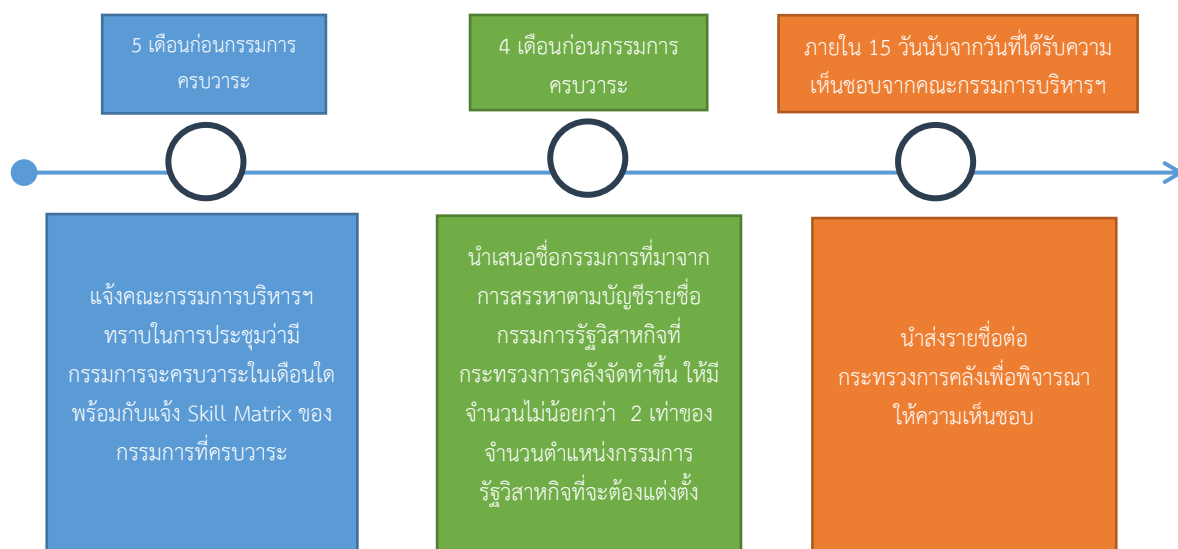 5 เดือนก่อนกรรมการ
ครบวาระ
4 เดือนก่อนกรรมการ
ครบวาระ
ภายใน 15 วันนับจากวันที่ได้รับความ
เห็นชอบจากคณะกรรมการบริหารฯ
แจ้งคณะกรรมการบริหารฯ
ทราบในการประชุมว่ามี
กรรมการจะครบวาระในเดือนใด
พร้อมกับแจ้ง Skill Matrix ของ
กรรมการที่ครบวาระ
นำเสนอชื่อกรรมการที่มาจาก
การสรรหาตามบัญชีรายชื่อ
กรรมการรัฐวิสาหกิจที่
กระทรวงการคลังจัดทำขึ้น ให้มี
จำนวนไม่น้อยกว่า 2 เท่าของ
จำนวนตำแหน่งกรรมการ
รัฐวิสาหกิจที่จะต้องแต่งตั้ง
นำส่งรายชื่อต่อ
กระทรวงการคลังเพื่อพิจารณา
ให้ความเห็นชอบ